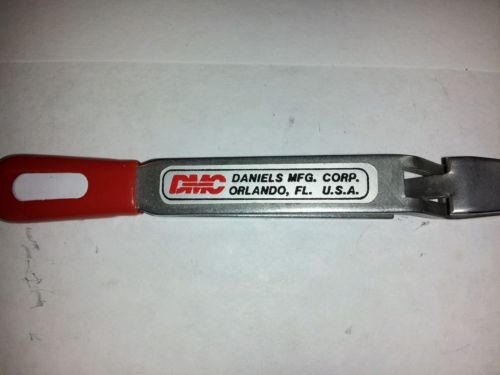 DMC DANIELS MFG. CORP.
ORLANDO, FL. U.S.A.